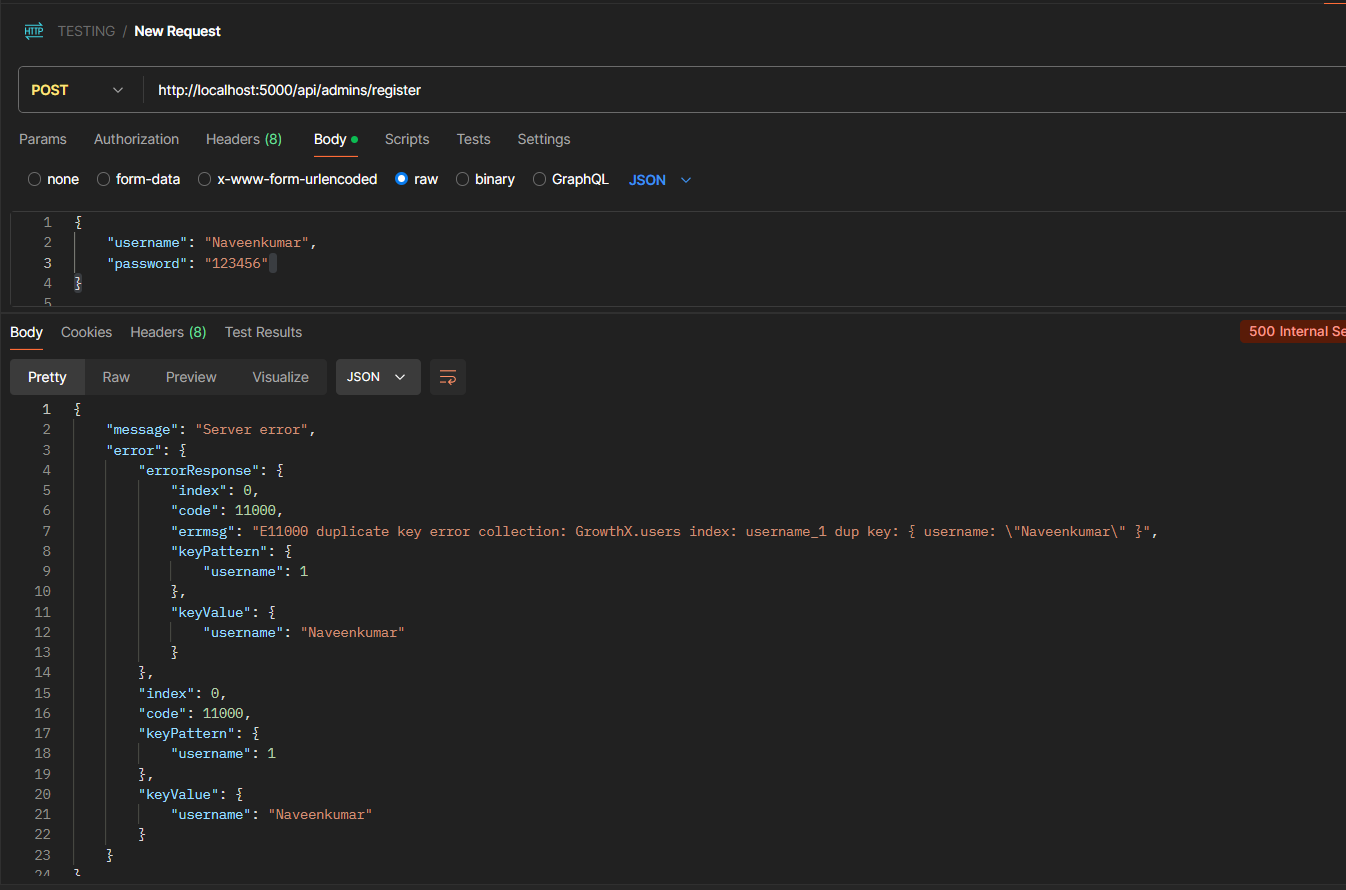 HTTP TESTING / New Request
POST http://localhost:5000/api/admins/register
Params Authorization Headers (8) Body Scripts Tests Settings
none form-data x-www-form-urlencoded raw binary GraphQL JSON
1 {
2 "username": "Naveenkumar",
3 "password": "123456"
4 }
5
Body Cookies Headers (8) Test Results 500 Internal Se
Pretty Raw Preview Visualize JSON
1 {
2 "message": "Server error",
3 "error": {
4 "errorResponse": {
5 "index": 0,
6 "code": 11000,
7 "errmsg": "E11000 duplicate key error collection: GrowthX.users index: username_1 dup key: { username: \"Naveenkumar\" }",
8 "keyPattern": {
9 "username": 1
10 },
11 "keyValue": {
12 "username": "Naveenkumar"
13 }
14 },
15 "index": 0,
16 "code": 11000,
17 "keyPattern": {
18 "username": 1
19 },
20 "keyValue": {
21 "username": "Naveenkumar"
22 }
23 }
24 }